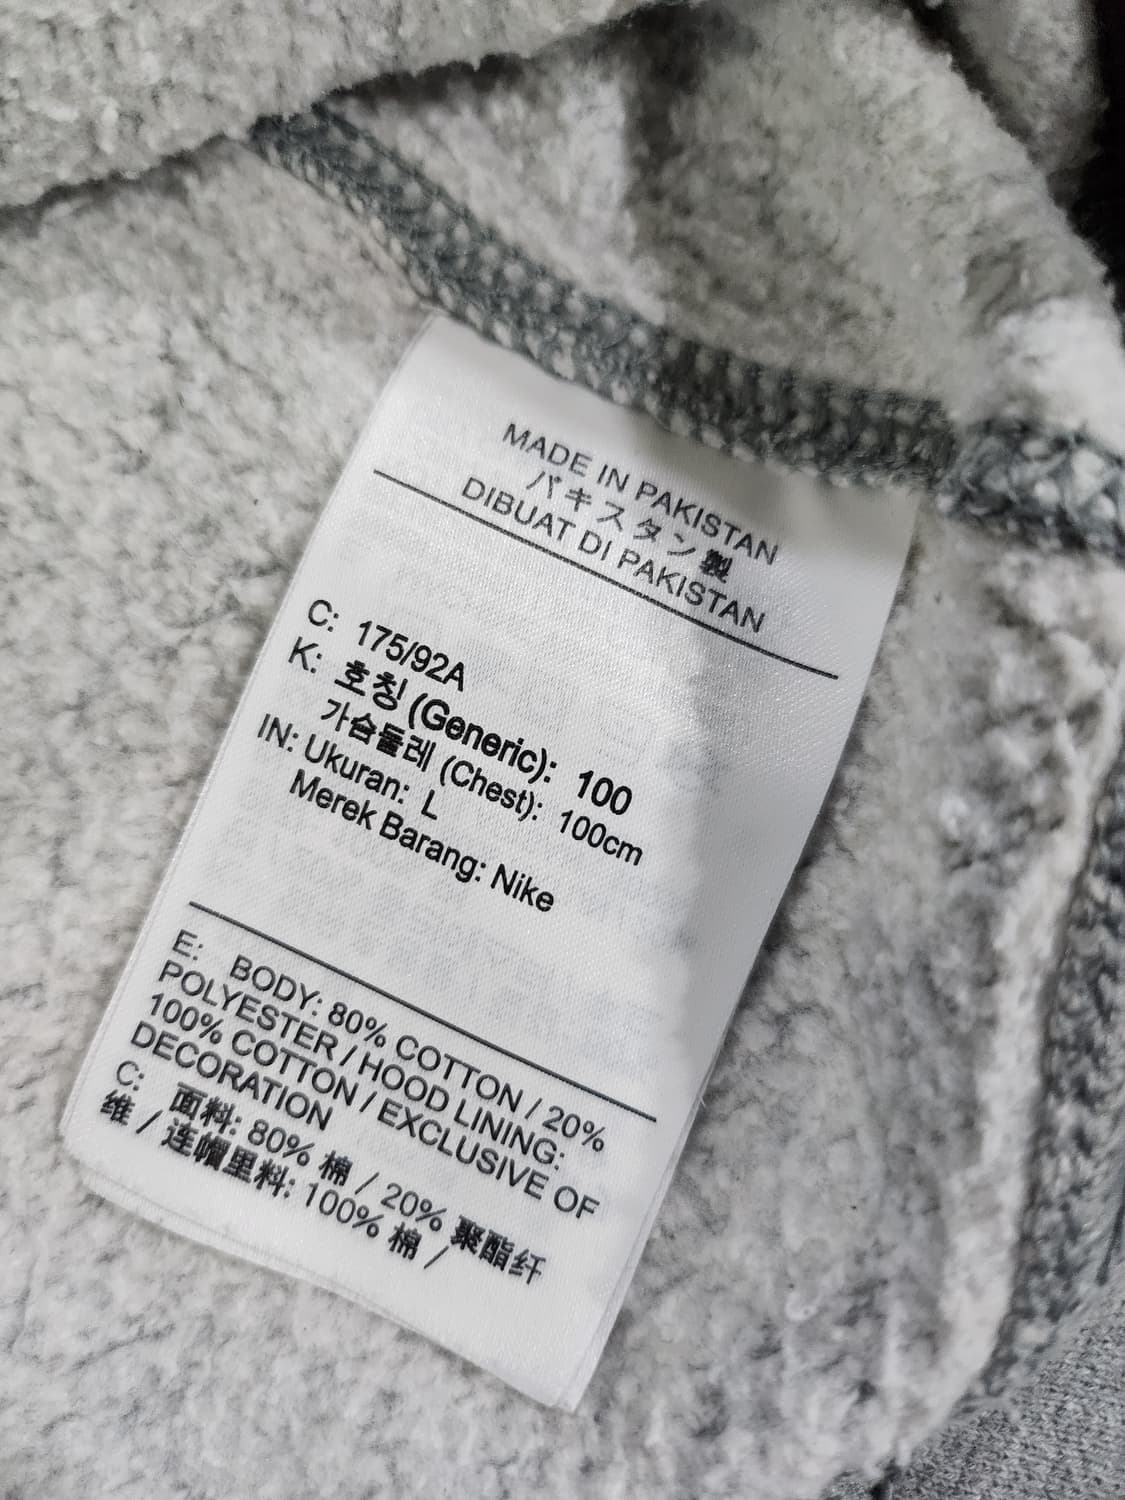 MADE IN PAKISTAN
パキスタン製
DIBUAT DI PAKISTAN
C: 175/92A
K: 호칭 (Generic): 100
가슴둘레 (Chest): 100cm
IN: Ukuran: L
Merek Barang: Nike
E: BODY: 80% COTTON / 20%
POLYESTER / HOOD LINING:
100% COTTON / EXCLUSIVE OF
DECORATION
C: 面料: 80% 棉 / 20% 聚酯纤
维 / 连帽里料: 100% 棉 /